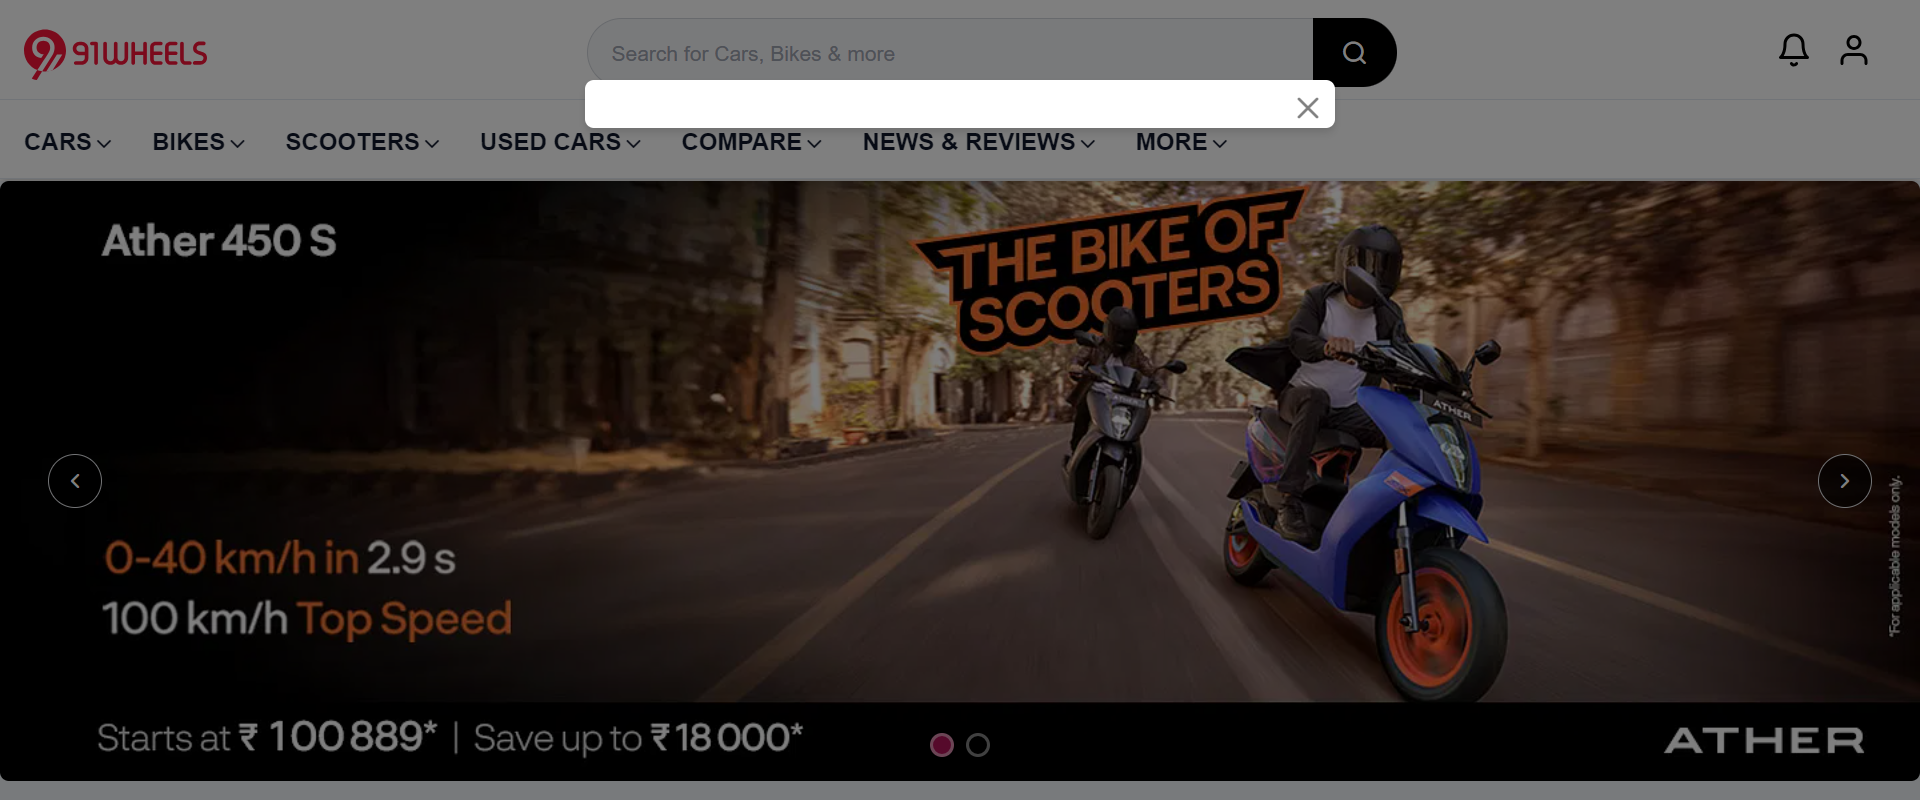 91WHEELS
Search for Cars, Bikes & more
CARS BIKES SCOOTERS USED CARS COMPARE NEWS & REVIEWS MORE
Ather 450 S
THE BIKE OF
SCOOTERS
ATHER
ATHER
0-40 km/h in 2.9 s
100 km/h Top Speed
*For applicable models only.
Starts at ₹ 100 889* | Save up to ₹18 000*
ATHER